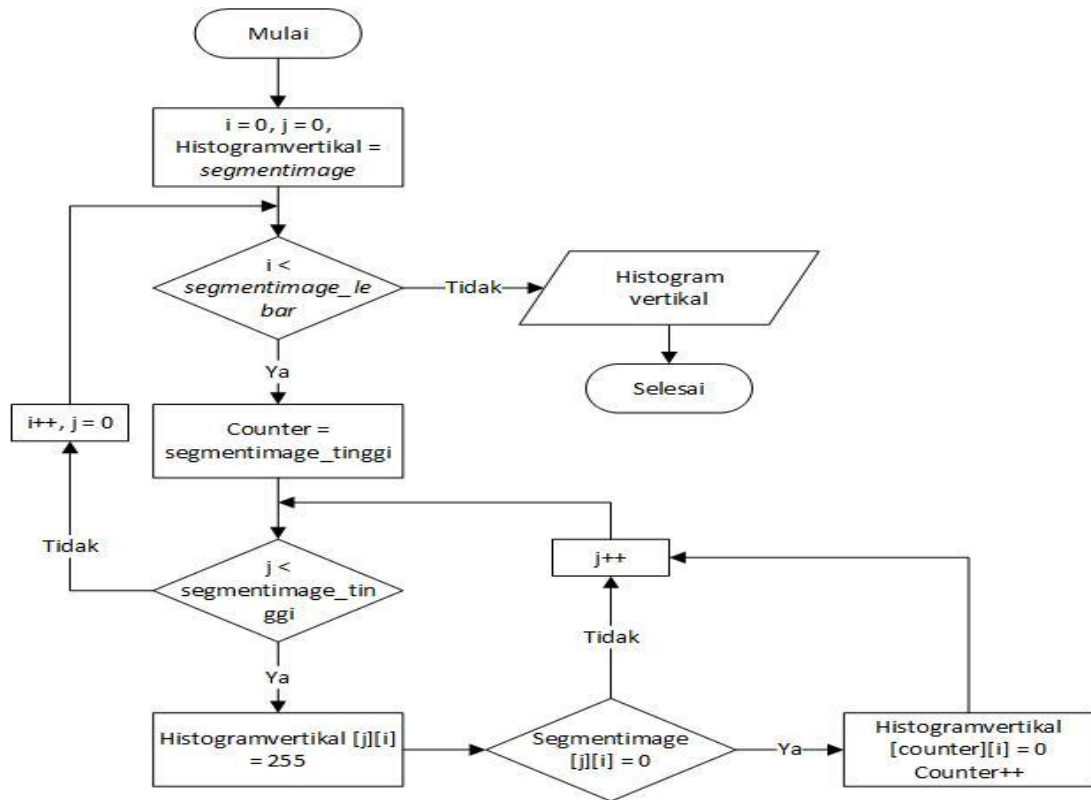 Mulai
i = 0, j = 0,
Histogramvertikal =
segmentimage
i <
segmentimage_le
bar
Tidak
Histogram
vertikal
Selesai
Ya
i++, j = 0
Counter =
segmentimage_tinggi
Tidak
j <
segmentimage_tin
ggi
j++
Tidak
Ya
Histogramvertikal [j][i]
= 255
Segmentimage
[j][i] = 0
Ya
Histogramvertikal
[counter][i] = 0
Counter++